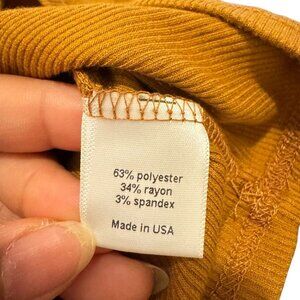 63% polyester
34% rayon
3% spandex
Made in USA